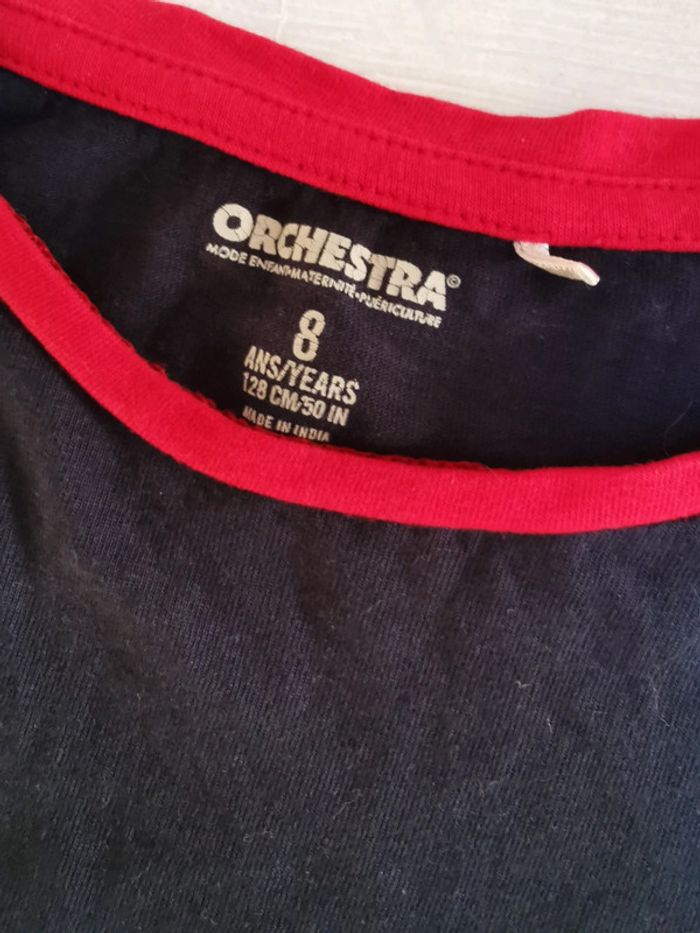 ORCHESTRA©
MODE ENFANT•MATERNITÉ•PUÉRICULTURE
8
ANS/YEARS
128 CM/50 IN
MADE IN INDIA